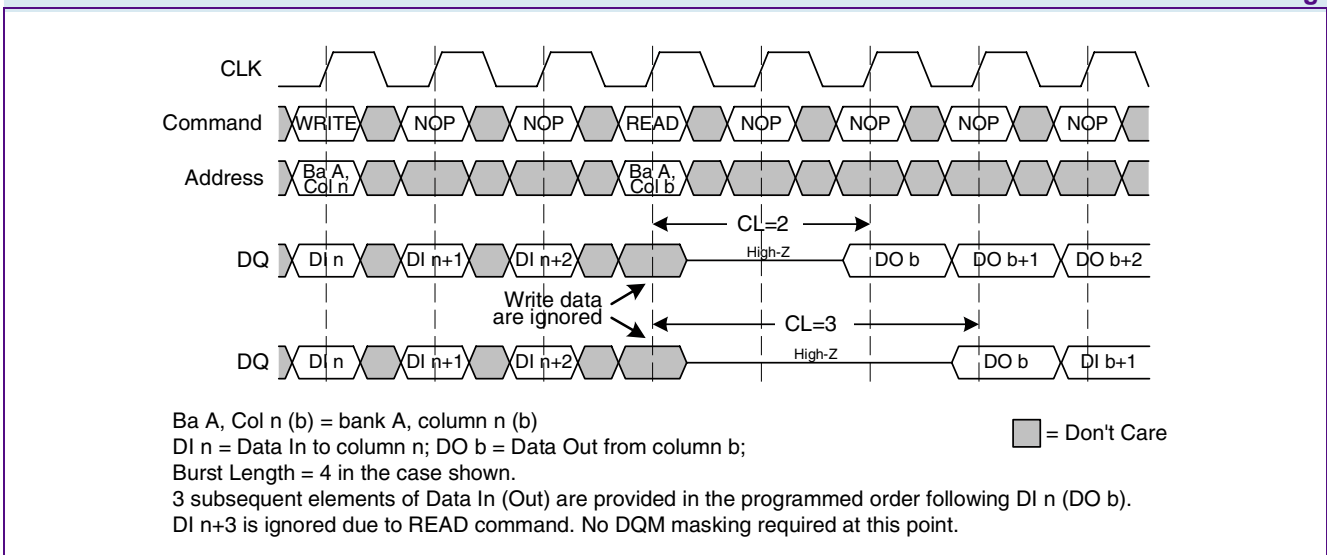 CLK
Command WRITE NOP NOP READ NOP NOP NOP NOP
Address Ba A, Col n Ba A, Col b
CL=2
DQ DI n DI n+1 DI n+2 High-Z DO b DO b+1 DO b+2
Write data
are ignored
CL=3
DQ DI n DI n+1 DI n+2 High-Z DO b DI b+1
Ba A, Col n (b) = bank A, column n (b)
DI n = Data In to column n; DO b = Data Out from column b;
= Don't Care
Burst Length = 4 in the case shown.
3 subsequent elements of Data In (Out) are provided in the programmed order following DI n (DO b).
DI n+3 is ignored due to READ command. No DQM masking required at this point.